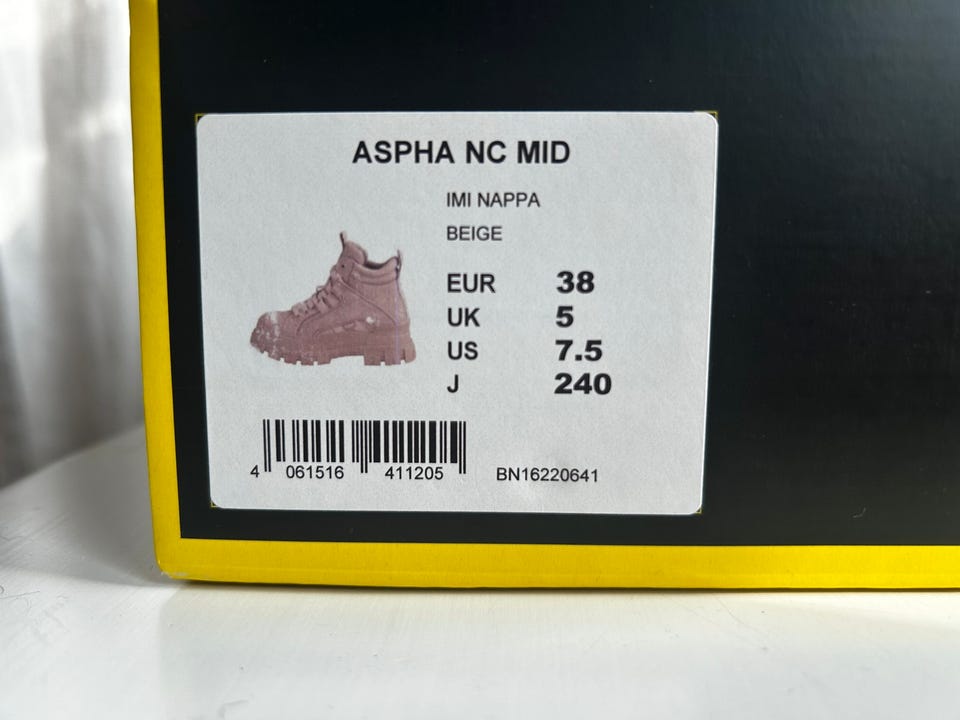 ASPHA NC MID
IMI NAPPA
BEIGE
EUR 38
UK 5
US 7.5
J 240
4 061516 411205
BN16220641